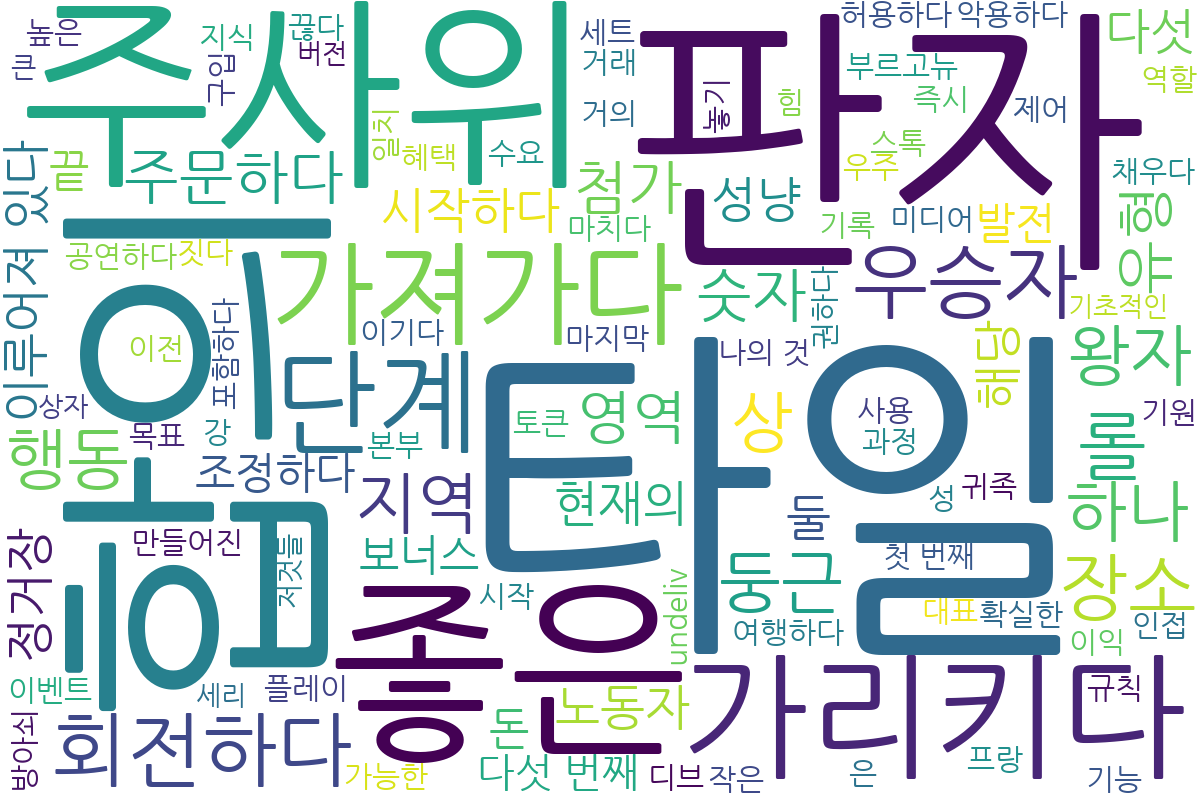 높은
큰
지식
끊다
버전
구입
주사위
세트
거래
거의
판자
놓기
힘
허용하다
악용하다
다섯
부르고뉴
즉시
제어
역할
스톡
우주
채우다
일치
혜택
수요
끝
주문하다
시작하다
첨가
마치다
성냥
기록
미디어
발전
유형
이루어져 있다
공연하다
짓다
가져가다
숫자
권하다
우승자
기초적인
이전
포함하다
이기다
마지막
나의 것
해당
왕자
상자
목표
강
단계
본부
토큰
영역
상
사용
과정
기원
롤
행동
조정하다
지역
현재의
둘
성
귀족
하나
타일
정거장
만들어진
저것들
보너스
시작
undeliv
둥근
첫 번째
장소
여행하다
대표
확실한
인접
이익
이벤트
세리
플레이
좋은
노동자
가리키다
규칙
방아쇠
회전하다
가능한
돈
다섯 번째
디브
작은
은
프랑
기능